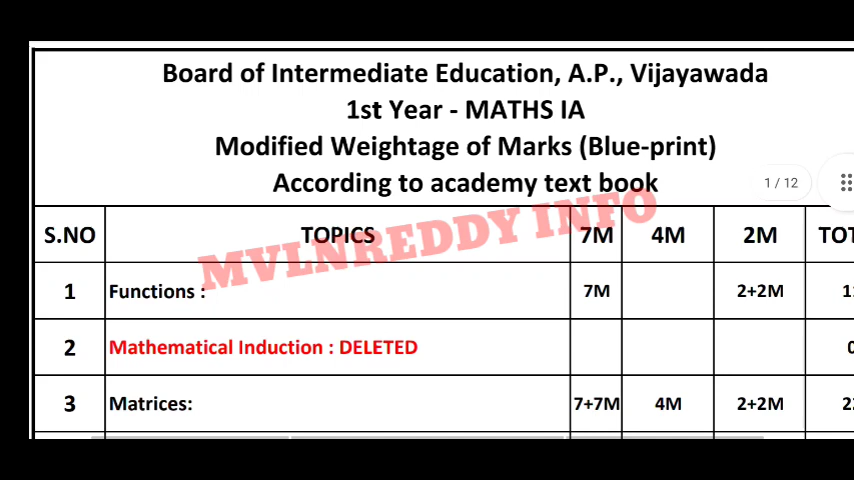 Board of Intermediate Education, A.P., Vijayawada
1st Year - MATHS IA
Modified Weightage of Marks (Blue-print)
According to academy text book
1 / 12
S.NO TOPICS 7M 4M 2M
MVLNREDDY INFO
1 Functions : 7M 2+2M
2 Mathematical Induction : DELETED
3 Matrices: 7+7M 4M 2+2M